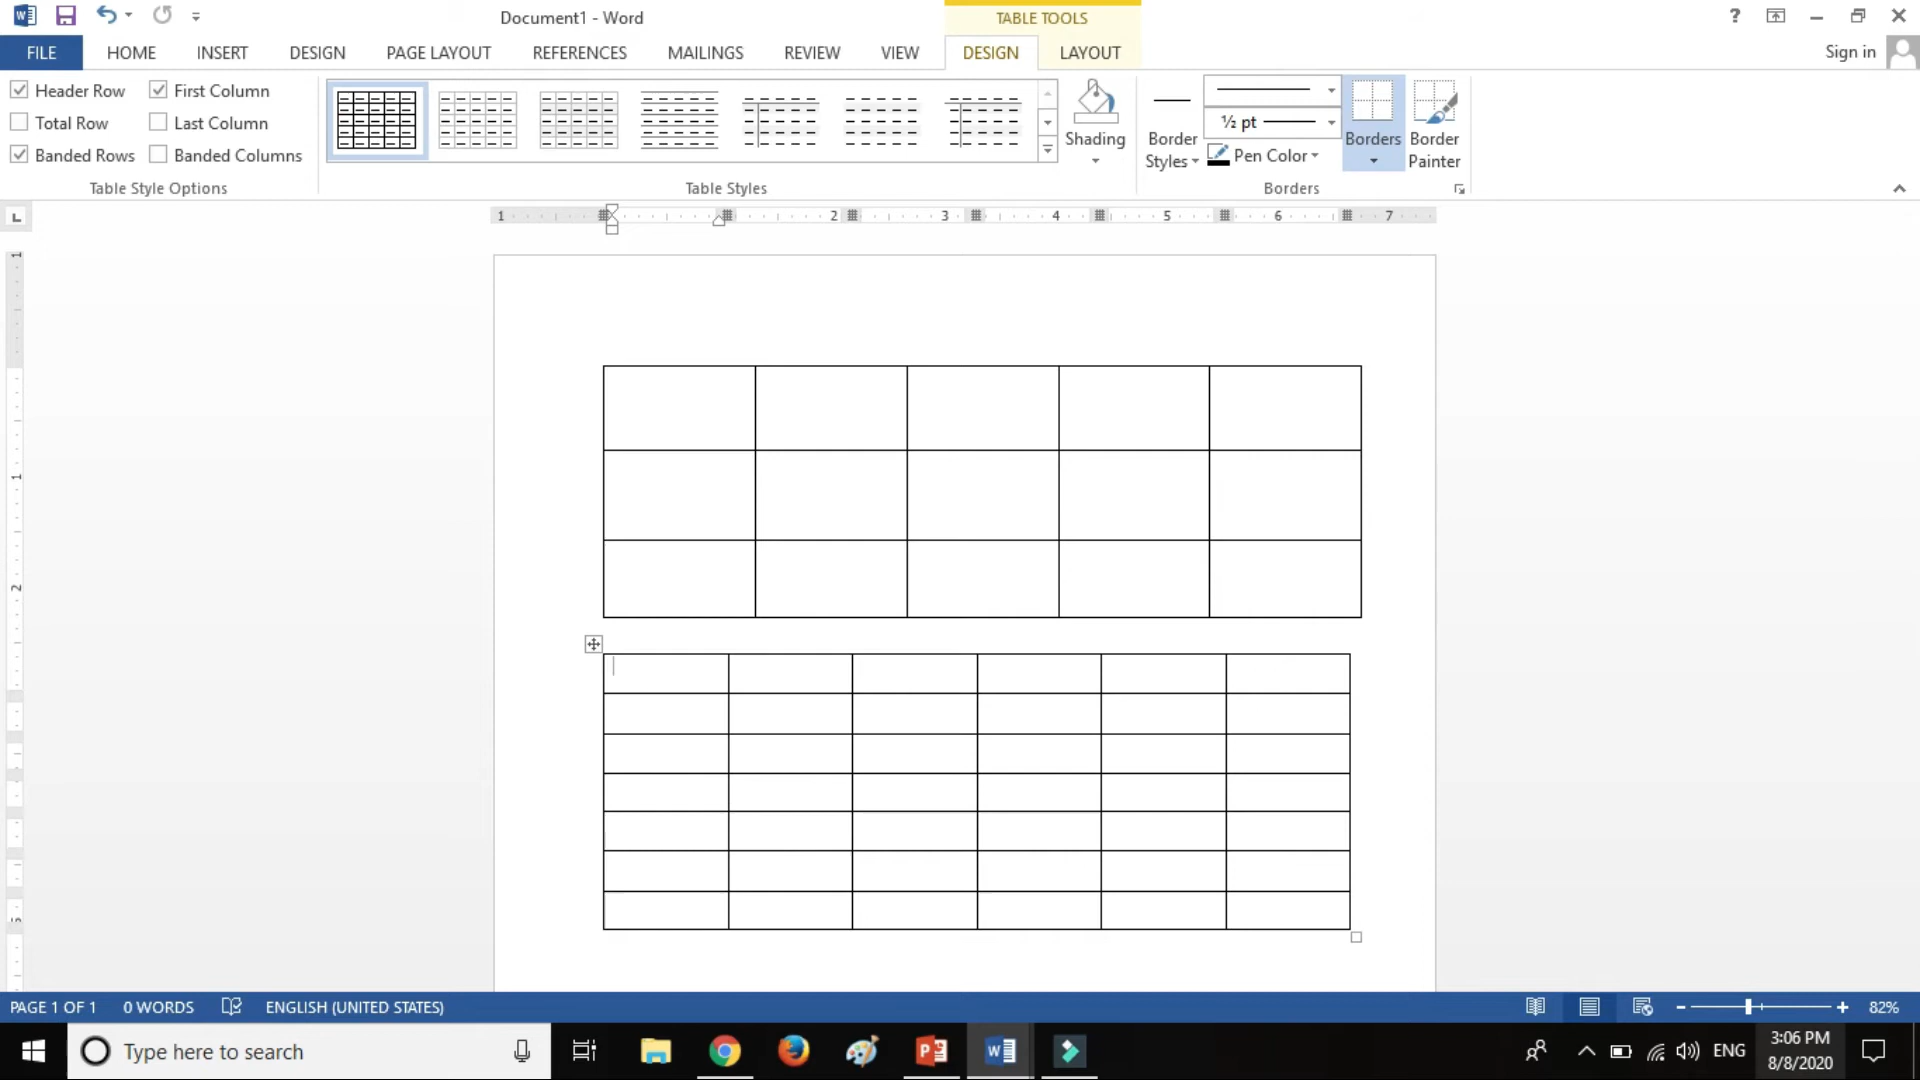 Document1 - Word
TABLE TOOLS
?
FILE
HOME
INSERT
DESIGN
PAGE LAYOUT
REFERENCES
MAILINGS
REVIEW
VIEW
DESIGN
LAYOUT
Sign in
Header Row
First Column
Total Row
Last Column
Banded Rows
Banded Columns
Table Style Options
Table Styles
Shading
Border
Styles
½ pt
Pen Color
Borders
Border
Painter
Borders
L
1 2 3 4 5 6 7
1
1
2
PAGE 1 OF 1
0 WORDS
ENGLISH (UNITED STATES)
82%
Type here to search
ENG
3:06 PM
8/8/2020